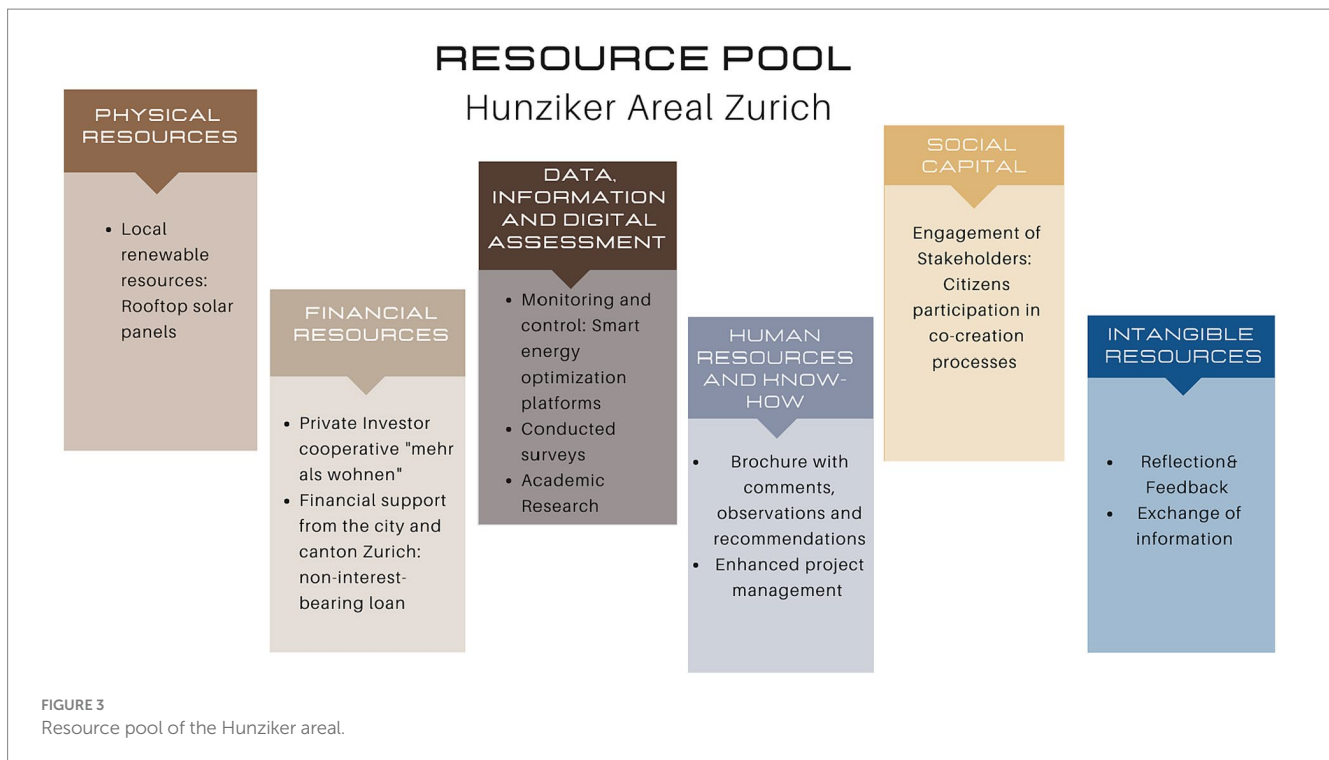 RESOURCE POOL
Hunziker Areal Zurich
PHYSICAL
RESOURCES
• Local
renewable
resources:
Rooftop solar
panels
FINANCIAL
RESOURCES
• Private Investor
cooperative "mehr
als wohnen"
• Financial support
from the city and
canton Zurich:
non-interest-
bearing loan
DATA,
INFORMATION
AND DIGITAL
ASSESSMENT
• Monitoring and
control: Smart
energy
optimization
platforms
• Conducted
surveys
• Academic
Research
HUMAN
RESOURCES
AND KNOW-
HOW
• Brochure with
comments,
observations and
recommendations
• Enhanced project
management
SOCIAL
CAPITAL
Engagement of
Stakeholders:
Citizens
participation in
co-creation
processes
INTANGIBLE
RESOURCES
• Reflection&
Feedback
• Exchange of
information
FIGURE 3
Resource pool of the Hunziker areal.